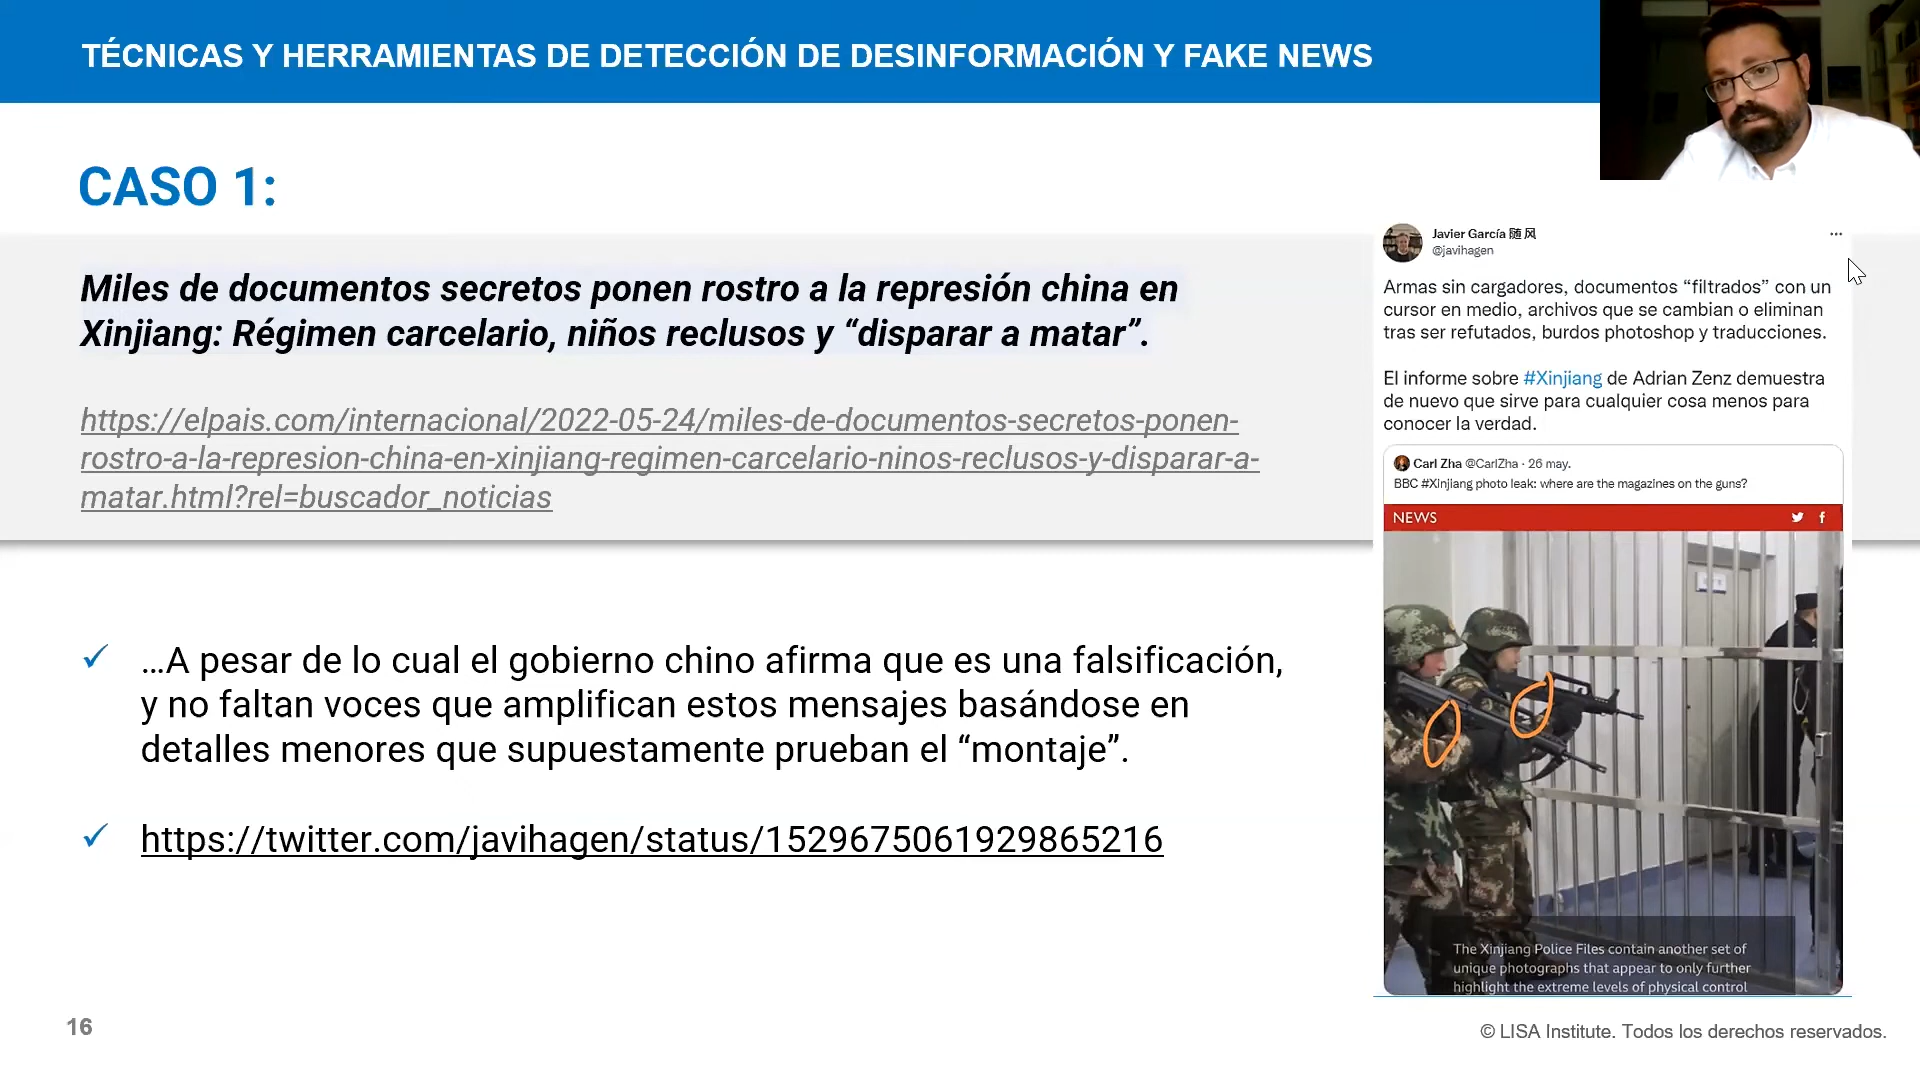 TÉCNICAS Y HERRAMIENTAS DE DETECCIÓN DE DESINFORMACIÓN Y FAKE NEWS
CASO 1:
Miles de documentos secretos ponen rostro a la represión china en
Xinjiang: Régimen carcelario, niños reclusos y “disparar a matar”.
https://elpais.com/internacional/2022-05-24/miles-de-documentos-secretos-ponen-
rostro-a-la-represion-china-en-xinjiang-regimen-carcelario-ninos-reclusos-y-disparar-a-
matar.html?rel=buscador_noticias
...A pesar de lo cual el gobierno chino afirma que es una falsificación,
y no faltan voces que amplifican estos mensajes basándose en
detalles menores que supuestamente prueban el “montaje”.
https://twitter.com/javihagen/status/1529675061929865216
Javier García 随风
@javihagen
Armas sin cargadores, documentos “filtrados” con un
cursor en medio, archivos que se cambian o eliminan
tras ser refutados, burdos photoshop y traducciones.
El informe sobre #Xinjiang de Adrian Zenz demuestra
de nuevo que sirve para cualquier cosa menos para
conocer la verdad.
Carl Zha @CarlZha · 26 may.
BBC #Xinjiang photo leak: where are the magazines on the guns?
NEWS
The Xinjiang Police Files contain another set of
unique photographs that appear to only further
highlight the extreme levels of physical control
16
© LISA Institute. Todos los derechos reservados.